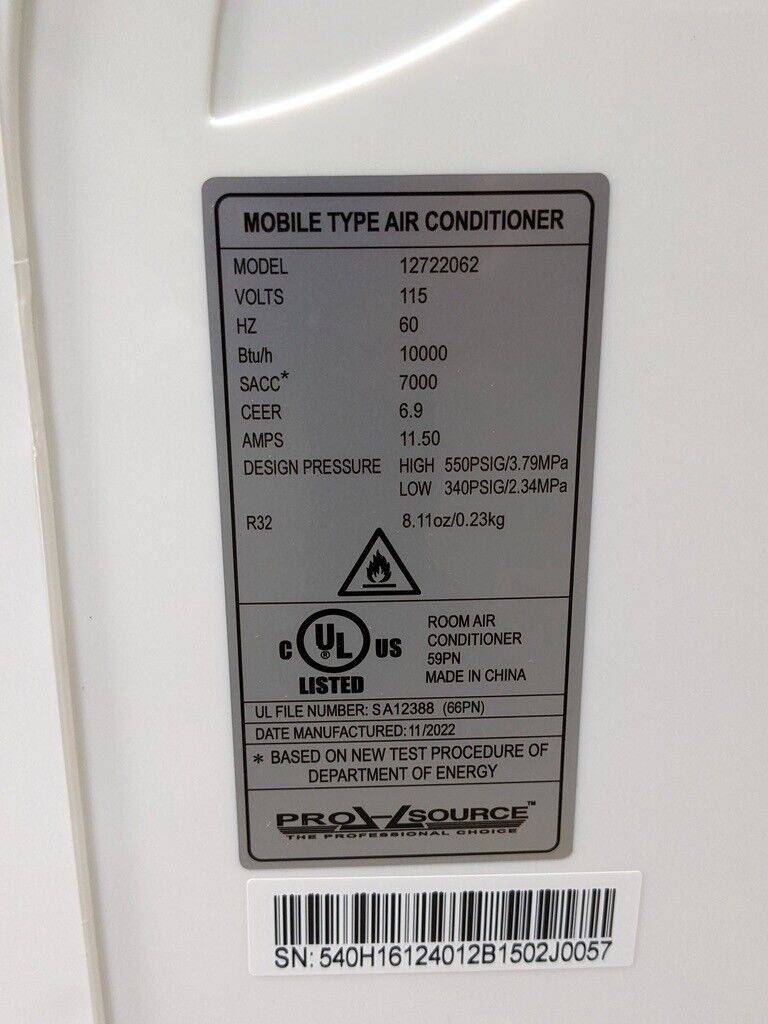 MOBILE TYPE AIR CONDITIONER
MODEL 12722062
VOLTS 115
HZ 60
Btu/h 10000
SACC* 7000
CEER 6.9
AMPS 11.50
DESIGN PRESSURE HIGH 550PSIG/3.79MPa
LOW 340PSIG/2.34MPa
R32 8.11oz/0.23kg
C UL® US
LISTED
ROOM AIR
CONDITIONER
59PN
MADE IN CHINA
UL FILE NUMBER: SA12388 (66PN)
DATE MANUFACTURED: 11/2022
* BASED ON NEW TEST PROCEDURE OF
DEPARTMENT OF ENERGY
PRO SOURCE™
THE PROFESSIONAL CHOICE
SN: 540H16124012B1502J0057